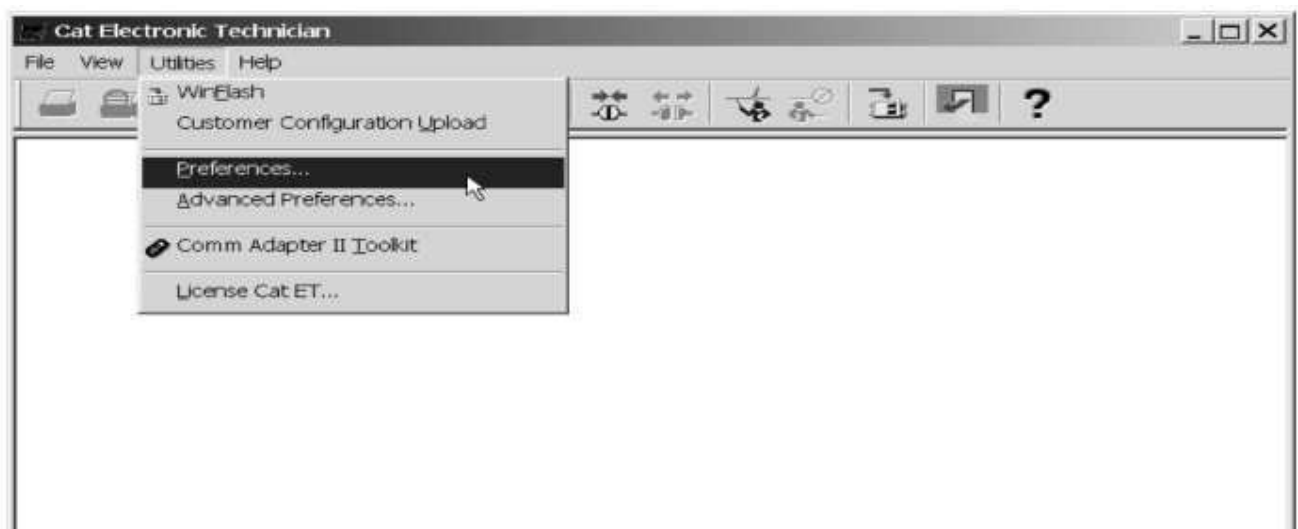 Cat Electronic Technician
File View Utilities Help
WinFlash
Customer Configuration Upload
?
Preferences...
Advanced Preferences...
Comm Adapter II Toolkit
License Cat ET...